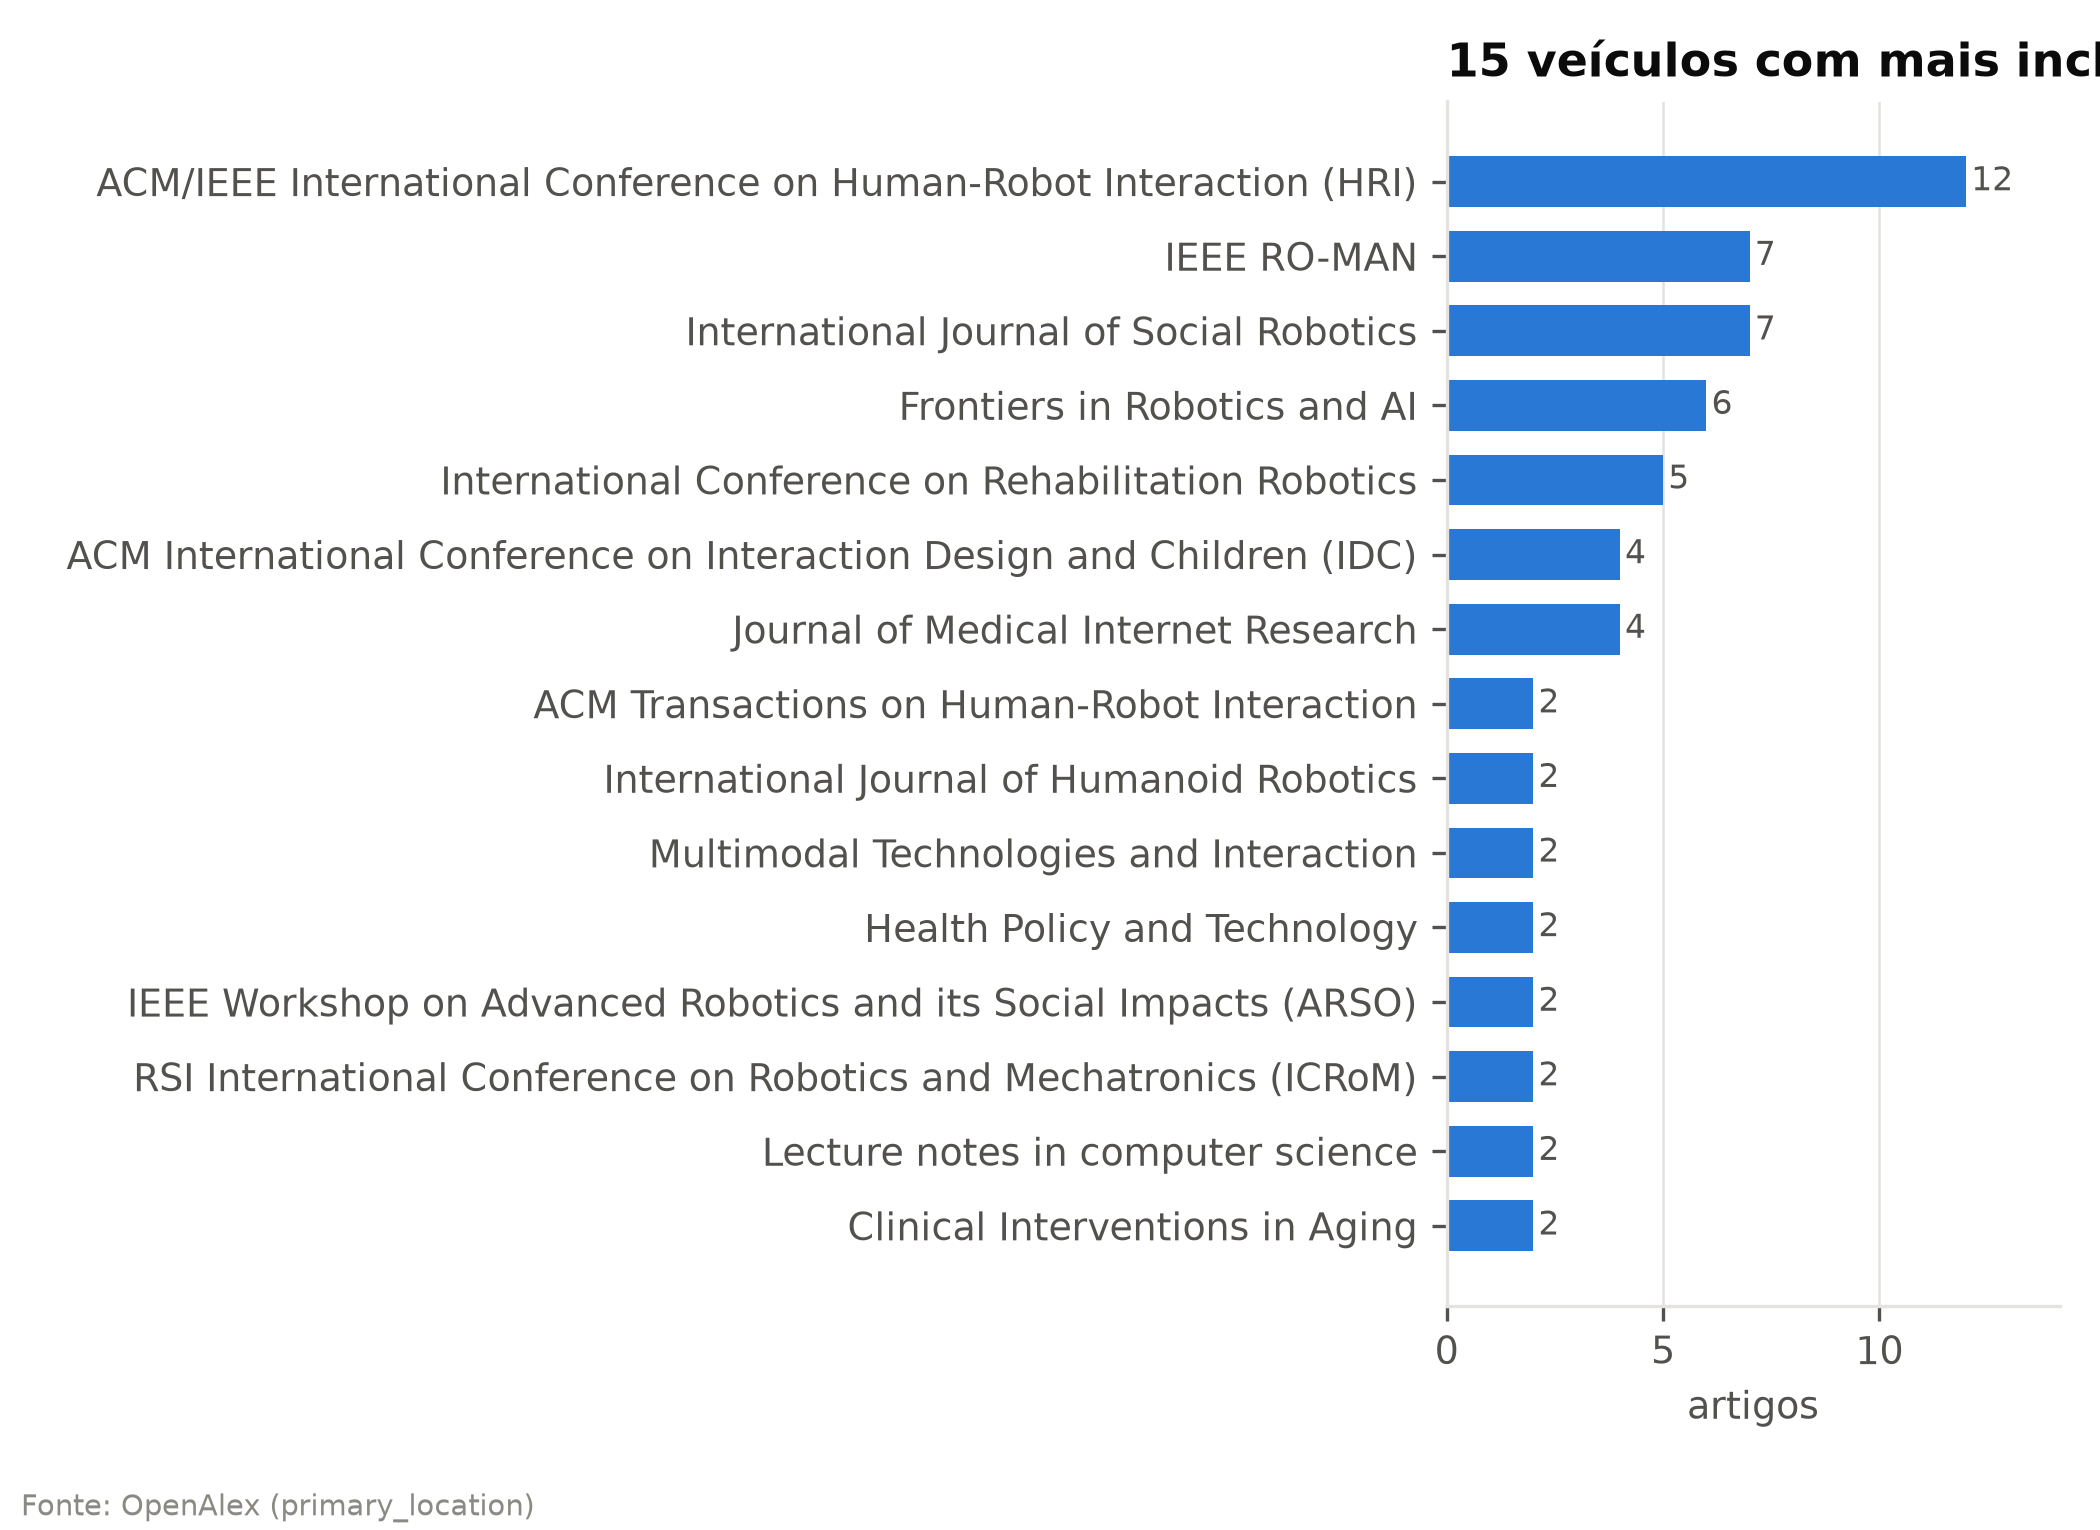 15 veículos com mais incl
ACM/IEEE International Conference on Human-Robot Interaction (HRI) 12
IEEE RO-MAN 7
International Journal of Social Robotics 7
Frontiers in Robotics and AI 6
International Conference on Rehabilitation Robotics 5
ACM International Conference on Interaction Design and Children (IDC) 4
Journal of Medical Internet Research 4
ACM Transactions on Human-Robot Interaction 2
International Journal of Humanoid Robotics 2
Multimodal Technologies and Interaction 2
Health Policy and Technology 2
IEEE Workshop on Advanced Robotics and its Social Impacts (ARSO) 2
RSI International Conference on Robotics and Mechatronics (ICRoM) 2
Lecture notes in computer science 2
Clinical Interventions in Aging 2
0 5 10
artigos
Fonte: OpenAlex (primary_location)